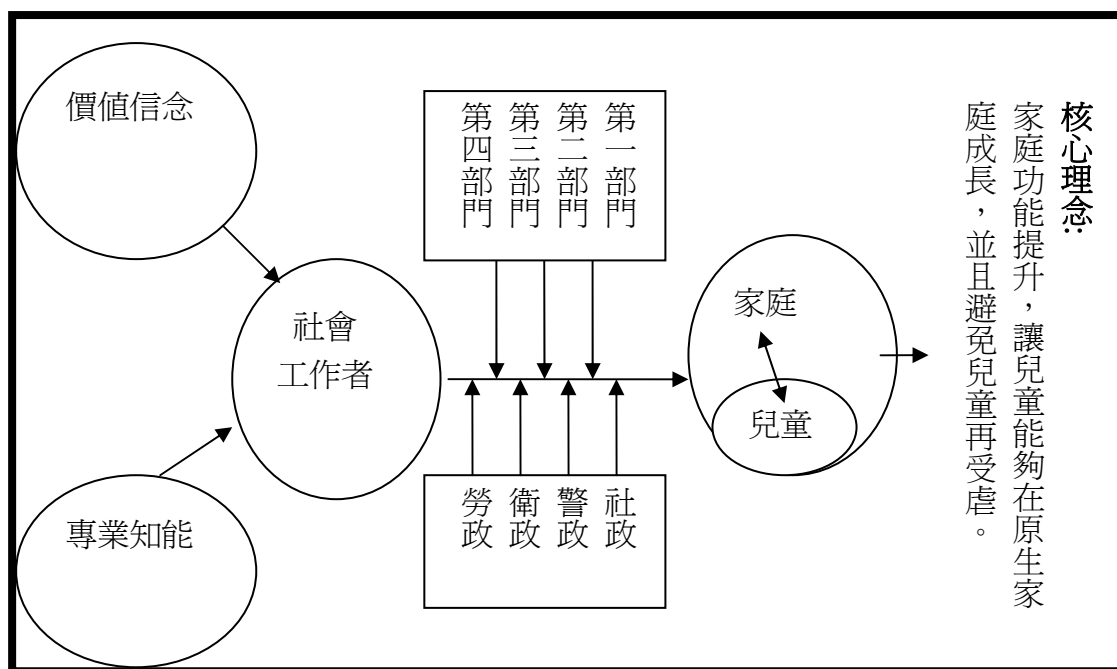 價值信念
專業知能
社會
工作者
第一部門
第二部門
第三部門
第四部門
社政
警政
衛政
勞政
家庭
兒童
核心理念：
家庭功能提升，讓兒童能夠在原生家
庭成長，並且避免兒童再受虐。